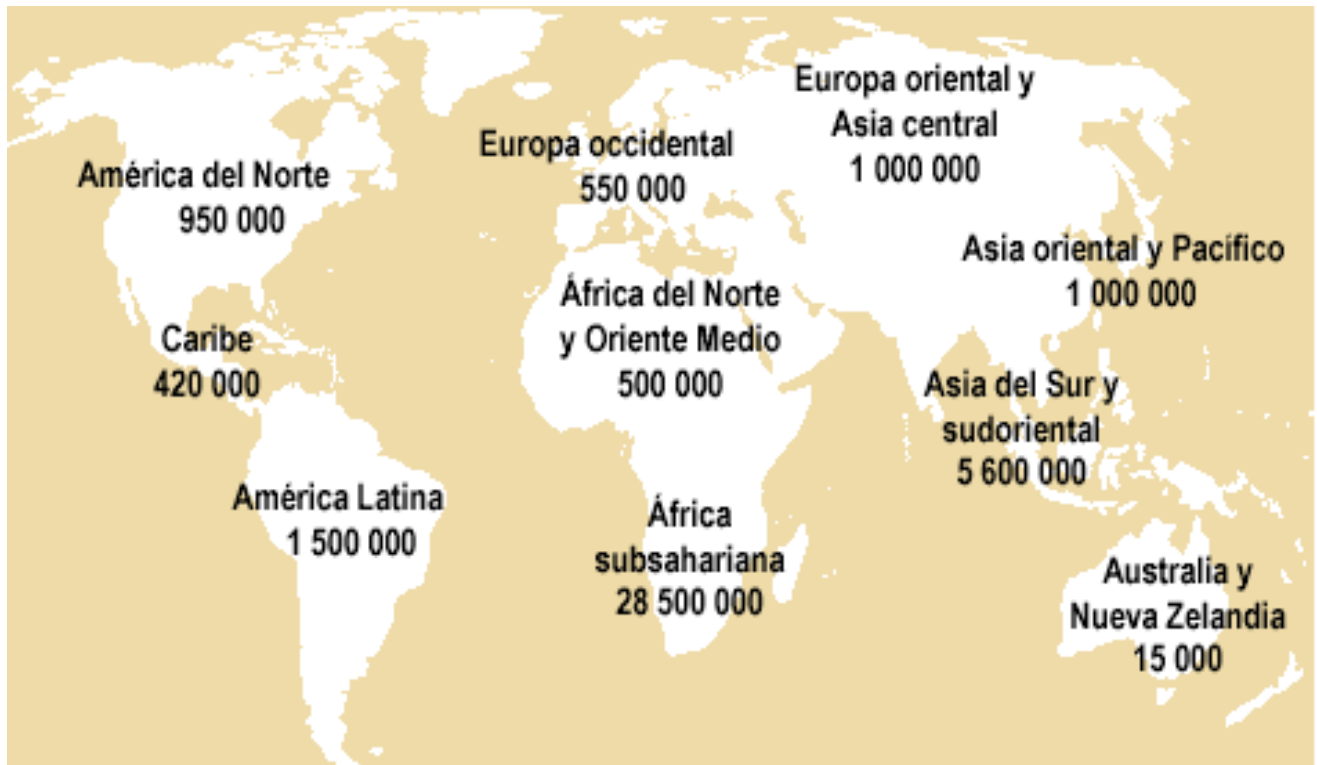 Europa oriental y
Asia central
1 000 000
Europa occidental
550 000
América del Norte
950 000
Asia oriental y Pacífico
1 000 000
África del Norte
y Oriente Medio
500 000
Caribe
420 000
Asia del Sur y
sudoriental
5 600 000
América Latina
1 500 000
África
subsahariana
28 500 000
Australia y
Nueva Zelandia
15 000